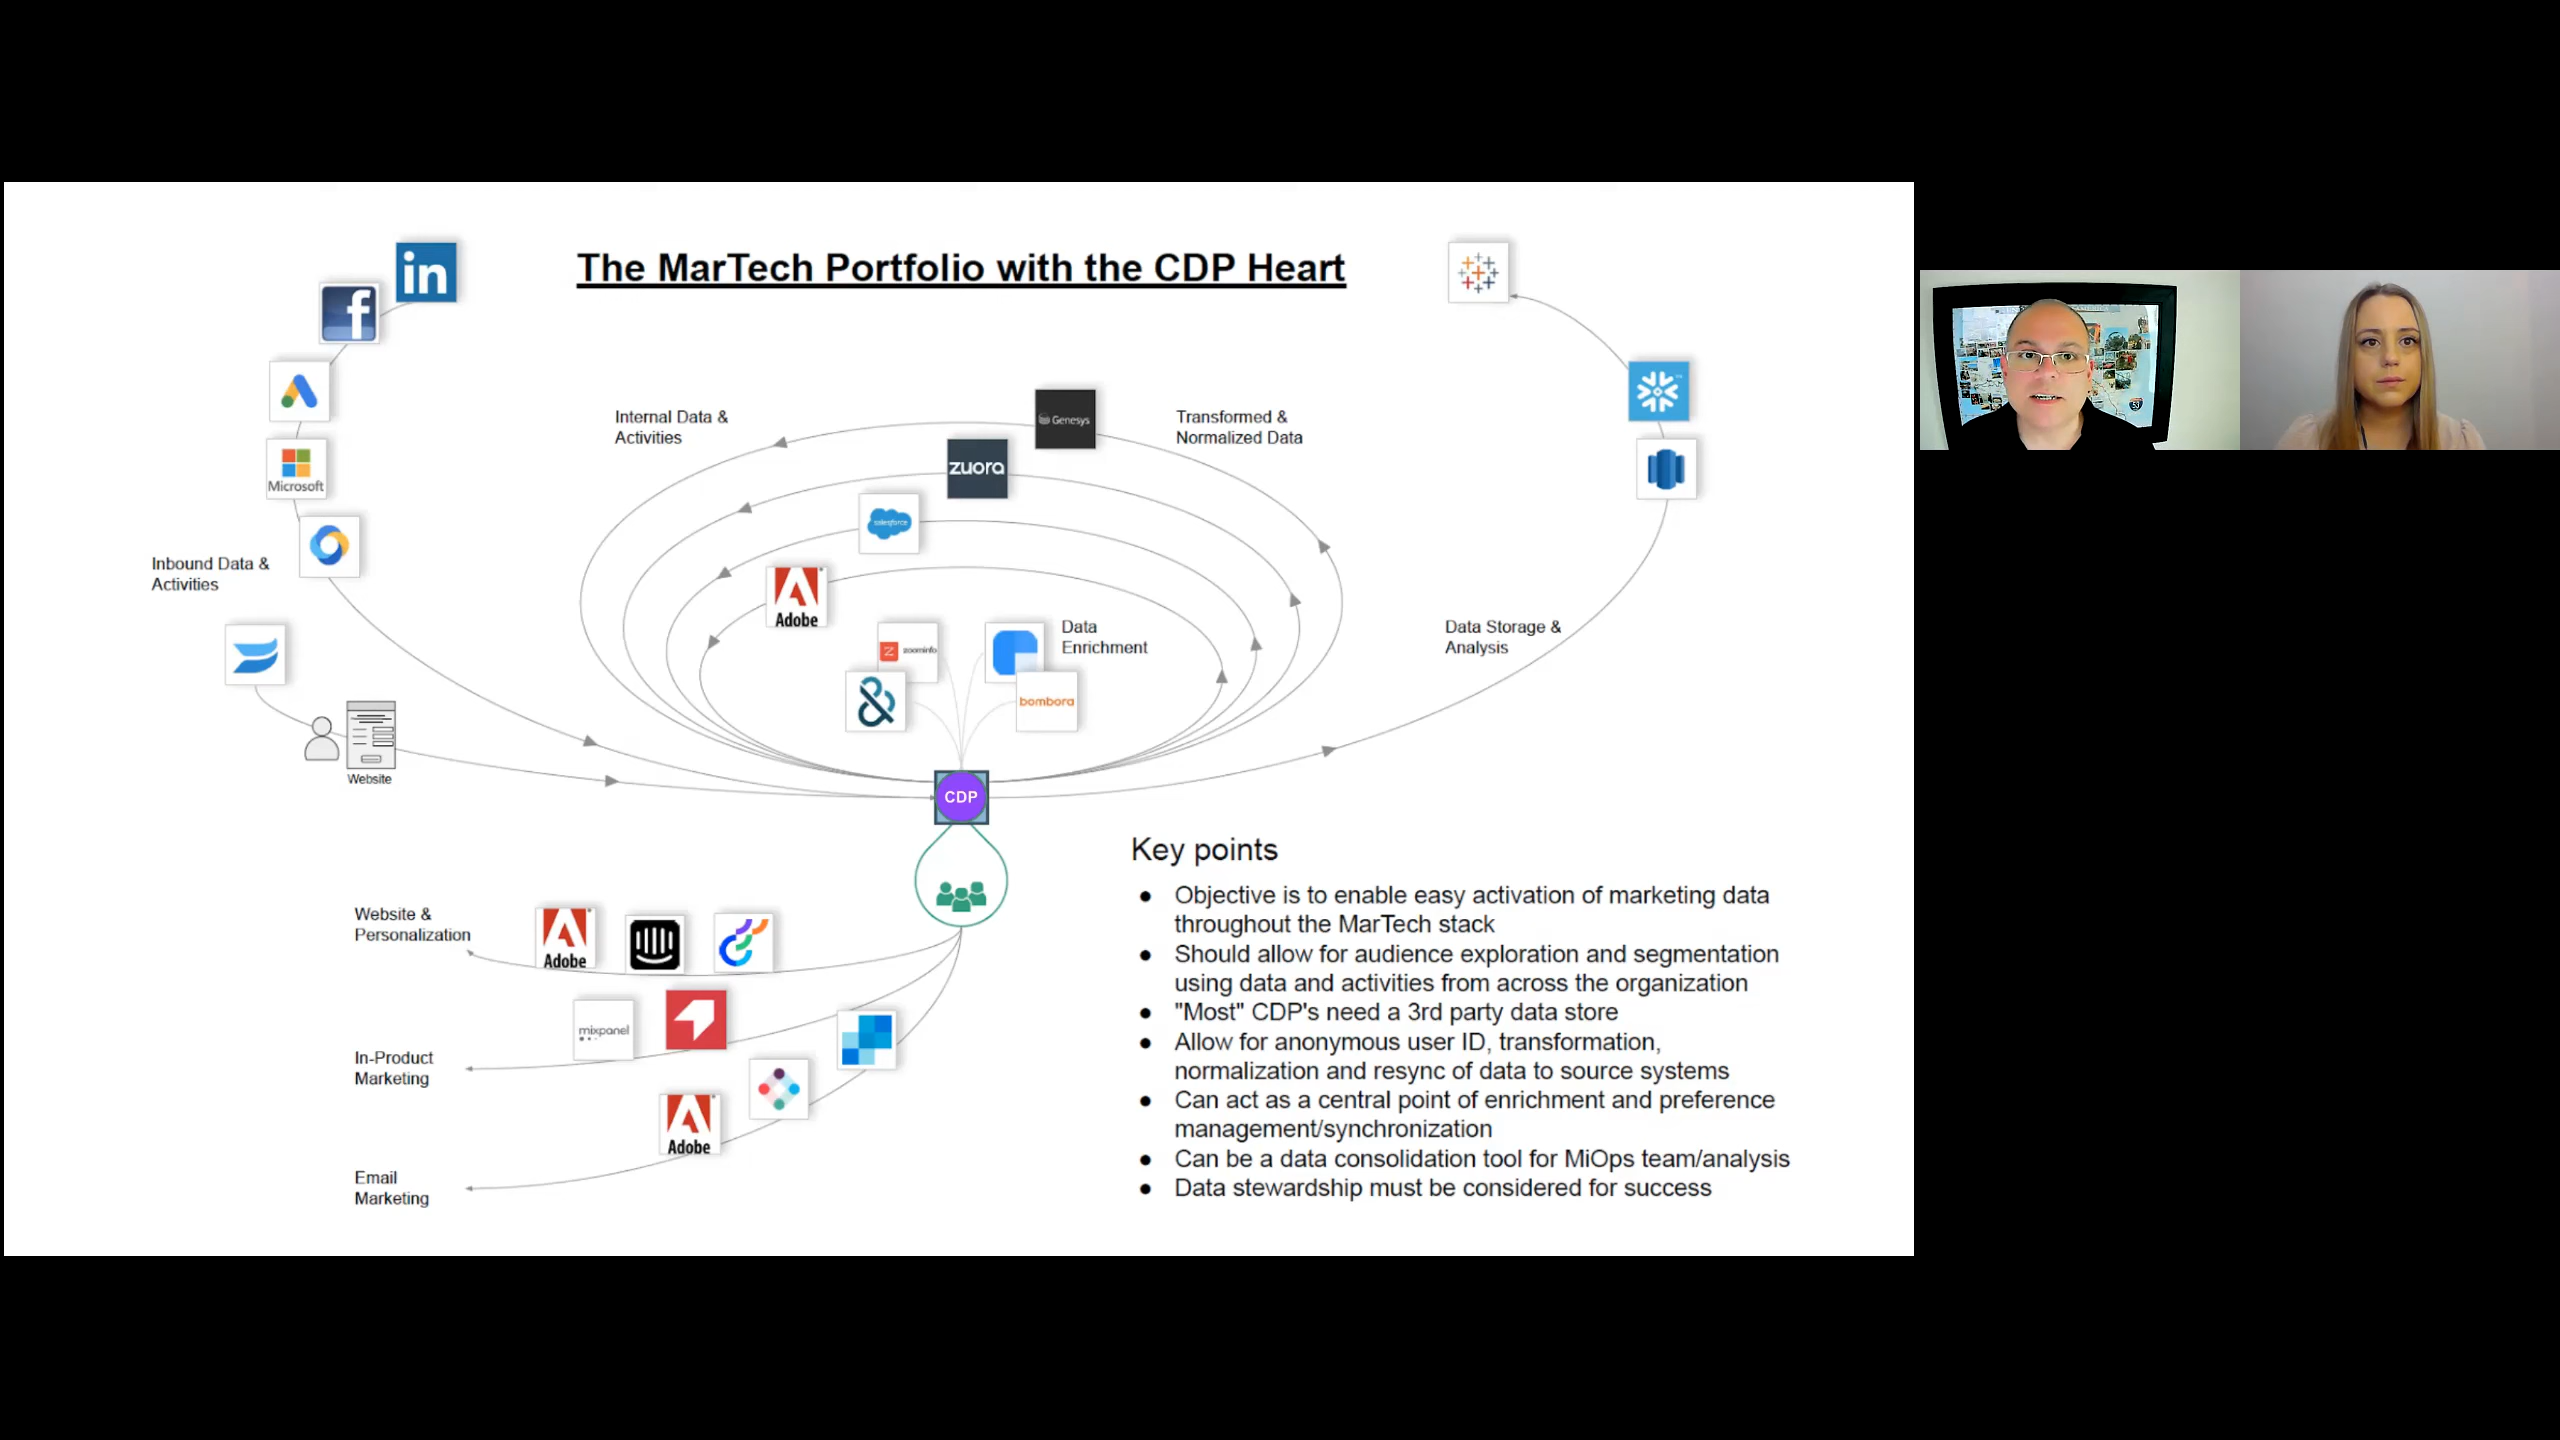 The MarTech Portfolio with the CDP Heart
in
f
Microsoft
Inbound Data &
Activities
Website
Internal Data &
Activities
Genesys
zuora
salesforce
Adobe
Transformed &
Normalized Data
Z zoominfo
Data
Enrichment
bombora
Data Storage &
Analysis
CDP
Website &
Personalization
Adobe
mixpanel
In-Product
Marketing
Adobe
Email
Marketing
Key points
● Objective is to enable easy activation of marketing data
throughout the MarTech stack
● Should allow for audience exploration and segmentation
using data and activities from across the organization
● "Most" CDP's need a 3rd party data store
● Allow for anonymous user ID, transformation,
normalization and resync of data to source systems
● Can act as a central point of enrichment and preference
management/synchronization
● Can be a data consolidation tool for MiOps team/analysis
● Data stewardship must be considered for success